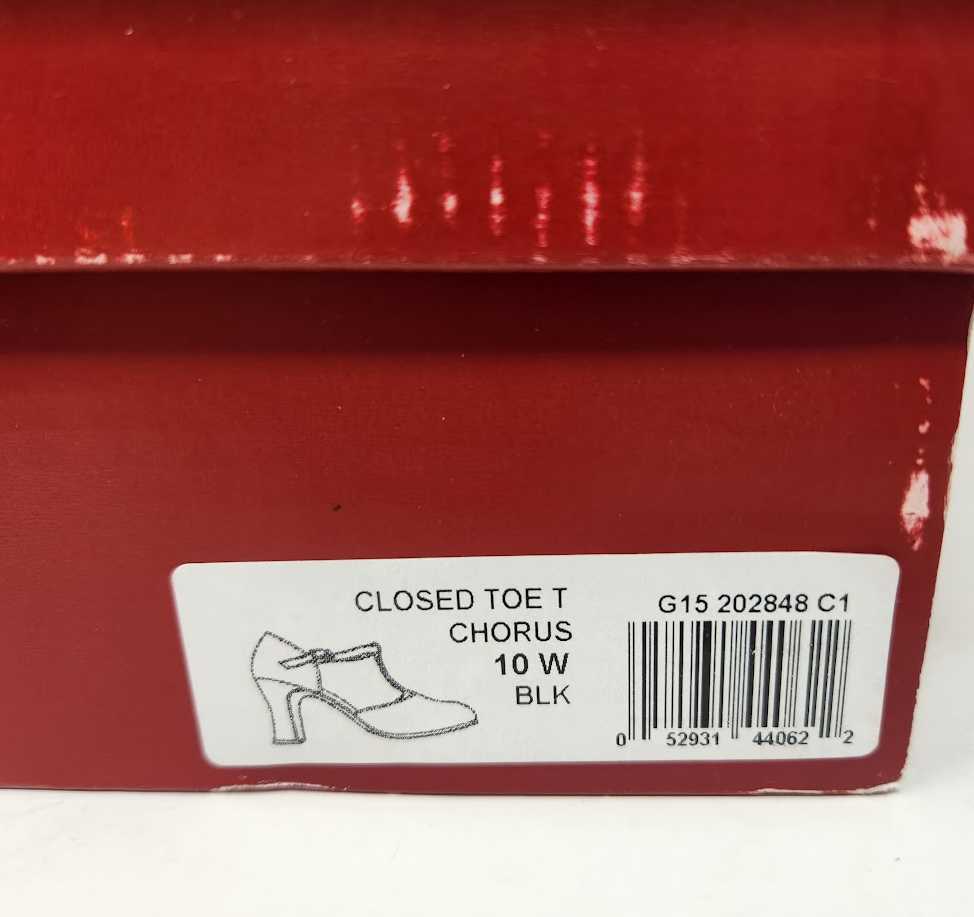 CLOSED TOE T
CHORUS
10 W
BLK
G15 202848 C1
0 52931 44062 2